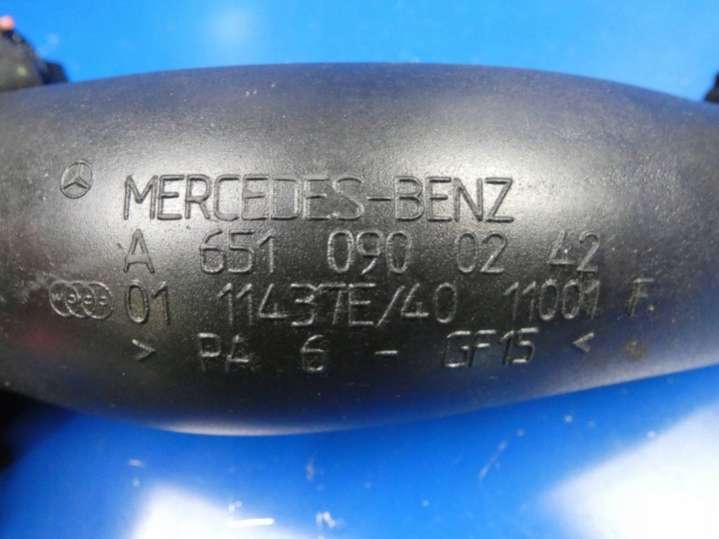 MERCEDES-BENZ
A 651 090 02 42
01 11437E/40 11001 F
> PA 6 - GF15 <